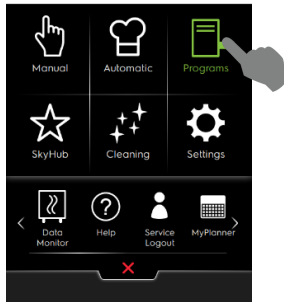 Manual Automatic Programs
SkyHub Cleaning Settings
Data Help Service MyPlanner
Monitor Logout